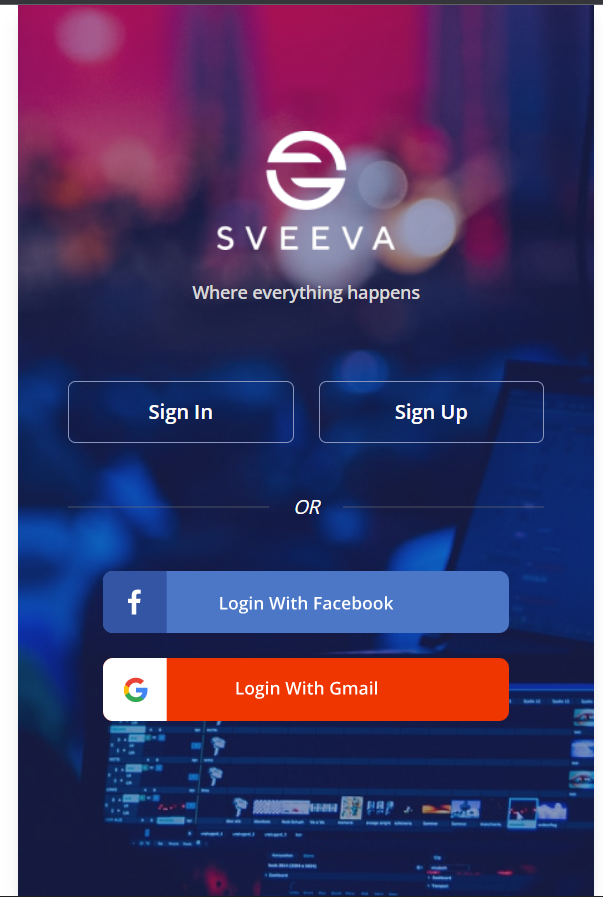 SVEEVA
Where everything happens
Sign In
Sign Up
OR
Login With Facebook
Login With Gmail